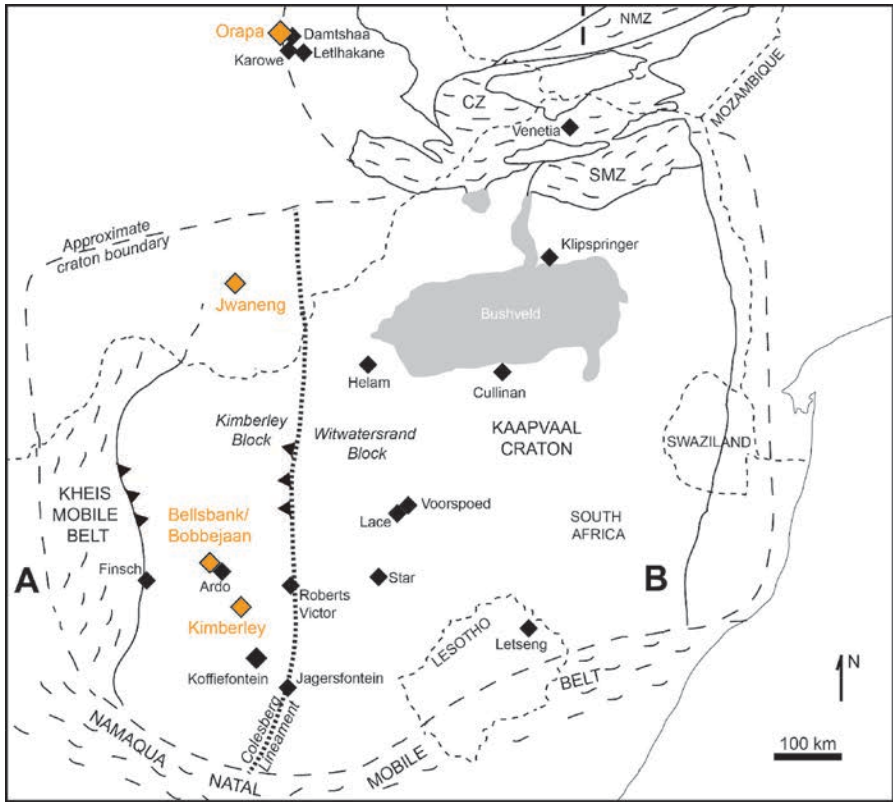 NMZ
Orapa
Damtshaa
Karowe
Letlhakane
CZ
MOZAMBIQUE
Venetia
SMZ
Approximate
craton boundary
Klipspringer
Jwaneng
Bushveld
Helam
Cullinan
Kimberley
Block
Witwatersrand
Block
KAAPVAAL
CRATON
SWAZILAND
KHEIS
MOBILE
BELT
Bellsbank/
Bobbejaan
Voorspoed
Lace
SOUTH
AFRICA
A
Finsch
Ardo
Star
B
Roberts
Victor
Kimberley
LESOTHO
Letseng
Koffiefontein
Jagersfontein
N
BELT
Colesberg
Lineament
NAMAQUA
NATAL
MOBILE
100 km